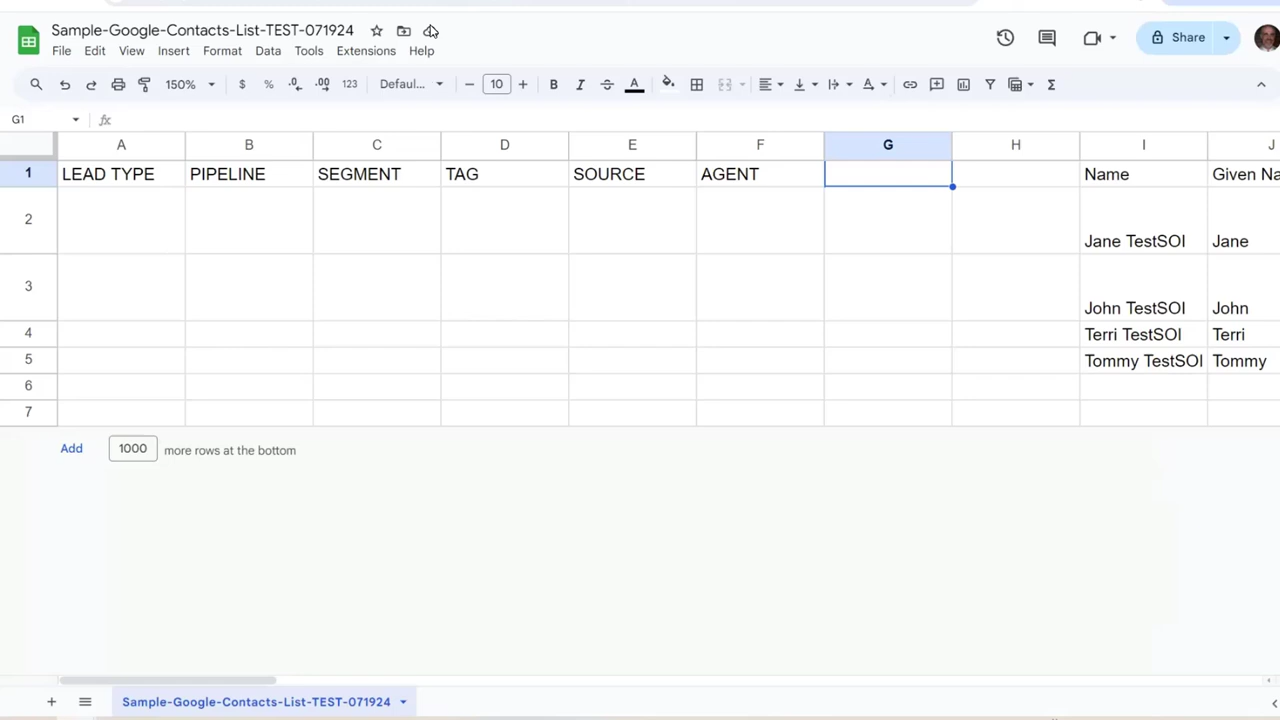 Sample-Google-Contacts-List-TEST-071924
File Edit View Insert Format Data Tools Extensions Help
Share
150% $ % .0 .00 123 Defaul... − 10 + B I S A Σ
G1 fx
A B C D E F G H I J
1 LEAD TYPE PIPELINE SEGMENT TAG SOURCE AGENT Name Given Na
2 Jane TestSOI Jane
3 John TestSOI John
4 Terri TestSOI Terri
5 Tommy TestSOI Tommy
6
7
Add 1000 more rows at the bottom
+ Sample-Google-Contacts-List-TEST-071924